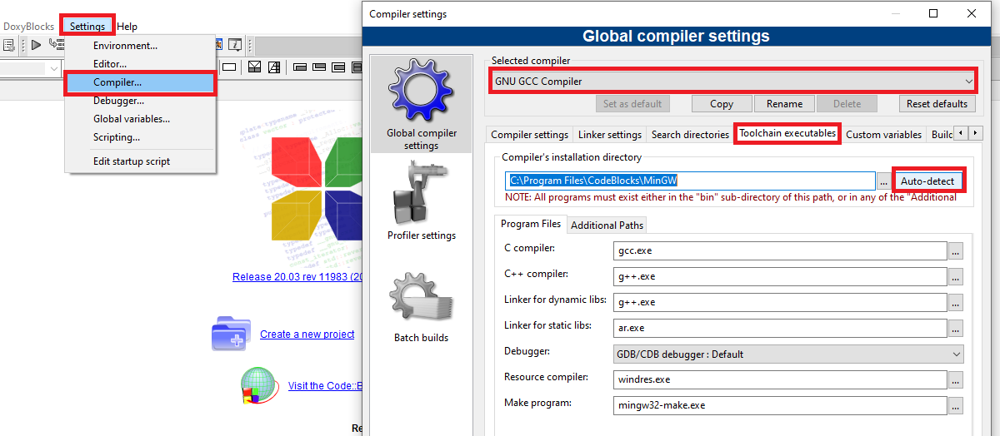 DoxyBlocks Settings Help
Environment...
Editor...
Compiler...
Debugger...
Global variables...
Scripting...
Edit startup script
Release 20.03 rev 11983 (20
Create a new project
Visit the Code::B
Re
Compiler settings
Global compiler settings
Global compiler
settings
Profiler settings
Batch builds
Selected compiler
GNU GCC Compiler
Set as default Copy Rename Delete Reset defaults
Compiler settings Linker settings Search directories Toolchain executables Custom variables Builc
Compiler's installation directory
C:\Program Files\CodeBlocks\MinGW ... Auto-detect
NOTE: All programs must exist either in the "bin" sub-directory of this path, or in any of the "Additional
Program Files Additional Paths
C compiler: gcc.exe ...
C++ compiler: g++.exe ...
Linker for dynamic libs: g++.exe ...
Linker for static libs: ar.exe ...
Debugger: GDB/CDB debugger : Default
Resource compiler: windres.exe ...
Make program: mingw32-make.exe ...